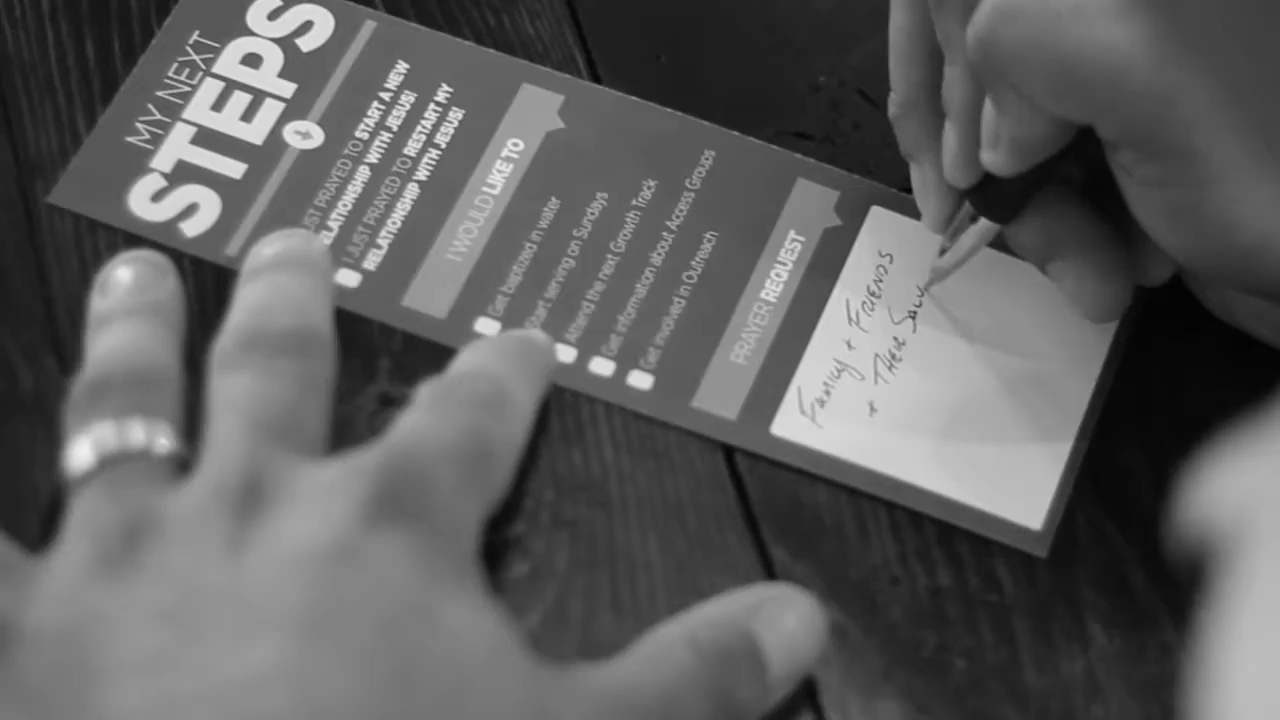 MY NEXT
STEPS
JUST PRAYED TO START A NEW
RELATIONSHIP WITH JESUS!
I JUST PRAYED TO RESTART MY
RELATIONSHIP WITH JESUS!
I WOULD LIKE TO
Get baptized in water
start serving on Sundays
Attend the next Growth Track
Get information about Access Groups
Get involved in Outreach
PRAYER REQUEST
FAMILY + FRIENDS
+ THEIR SALV